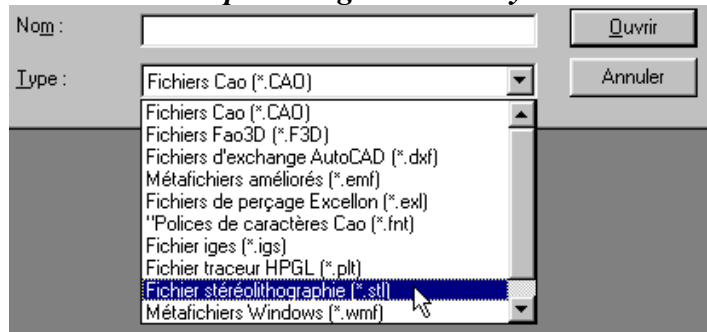 Nom :
Ouvrir
Type :
Fichiers Cao (*.CAO)
Annuler
Fichiers Cao (*.CAO)
Fichiers Fao3D (*.F3D)
Fichiers d'exchange AutoCAD (*.dxf)
Métafichiers améliorés (*.emf)
Fichiers de perçage Excellon (*.exl)
"Polices de caractères Cao (*.fnt)
Fichier iges (*.igs)
Fichier traceur HPGL (*.plt)
Fichier stéréolithographie (*.stl)
Métafichiers Windows (*.wmf)